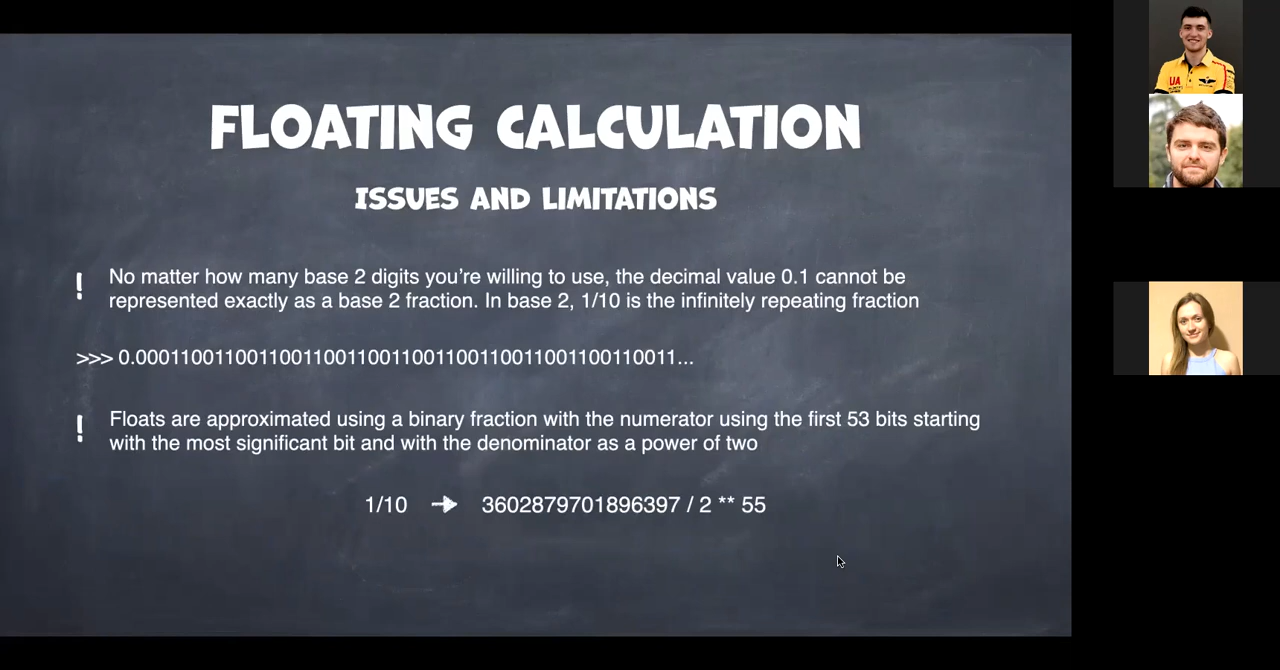 FLOATING CALCULATION
ISSUES AND LIMITATIONS
! No matter how many base 2 digits you’re willing to use, the decimal value 0.1 cannot be
represented exactly as a base 2 fraction. In base 2, 1/10 is the infinitely repeating fraction
>>> 0.0001100110011001100110011001100110011001100110011...
! Floats are approximated using a binary fraction with the numerator using the first 53 bits starting
with the most significant bit and with the denominator as a power of two
1/10 → 3602879701896397 / 2 ** 55
UA